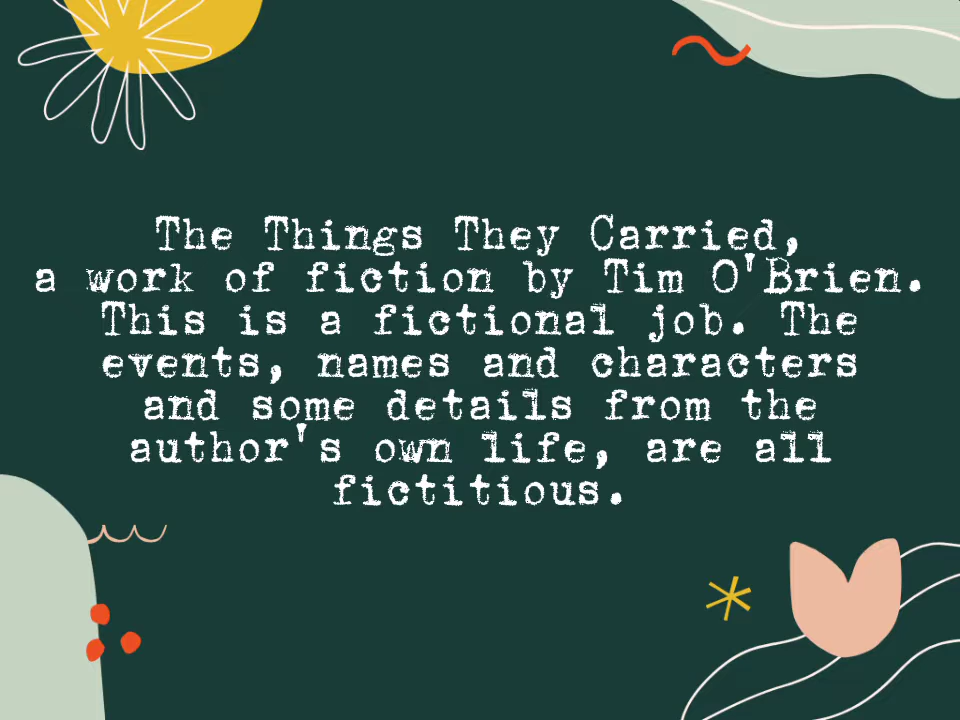 The Things They Carried,
a work of fiction by Tim O'Brien.
This is a fictional job. The
events, names and characters
and some details from the
author's own life, are all
fictitious.